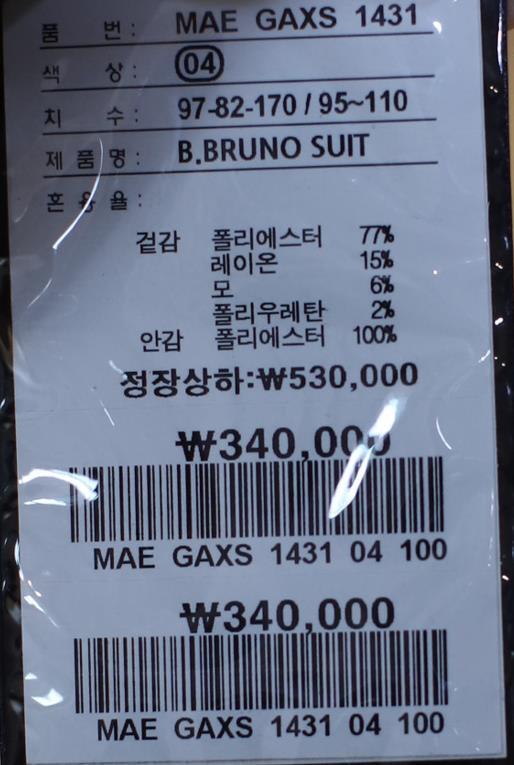 품 번 : MAE GAXS 1431
색 상 : 04
치 수 : 97-82-170 / 95~110
제 품 명 : B.BRUNO SUIT
혼 용 율 :
겉감 폴리에스터 77%
레이온 15%
모 6%
폴리우레탄 2%
안감 폴리에스터 100%
정장상하:₩530,000
₩340,000
MAE GAXS 1431 04 100
₩340,000
MAE GAXS 1431 04 100